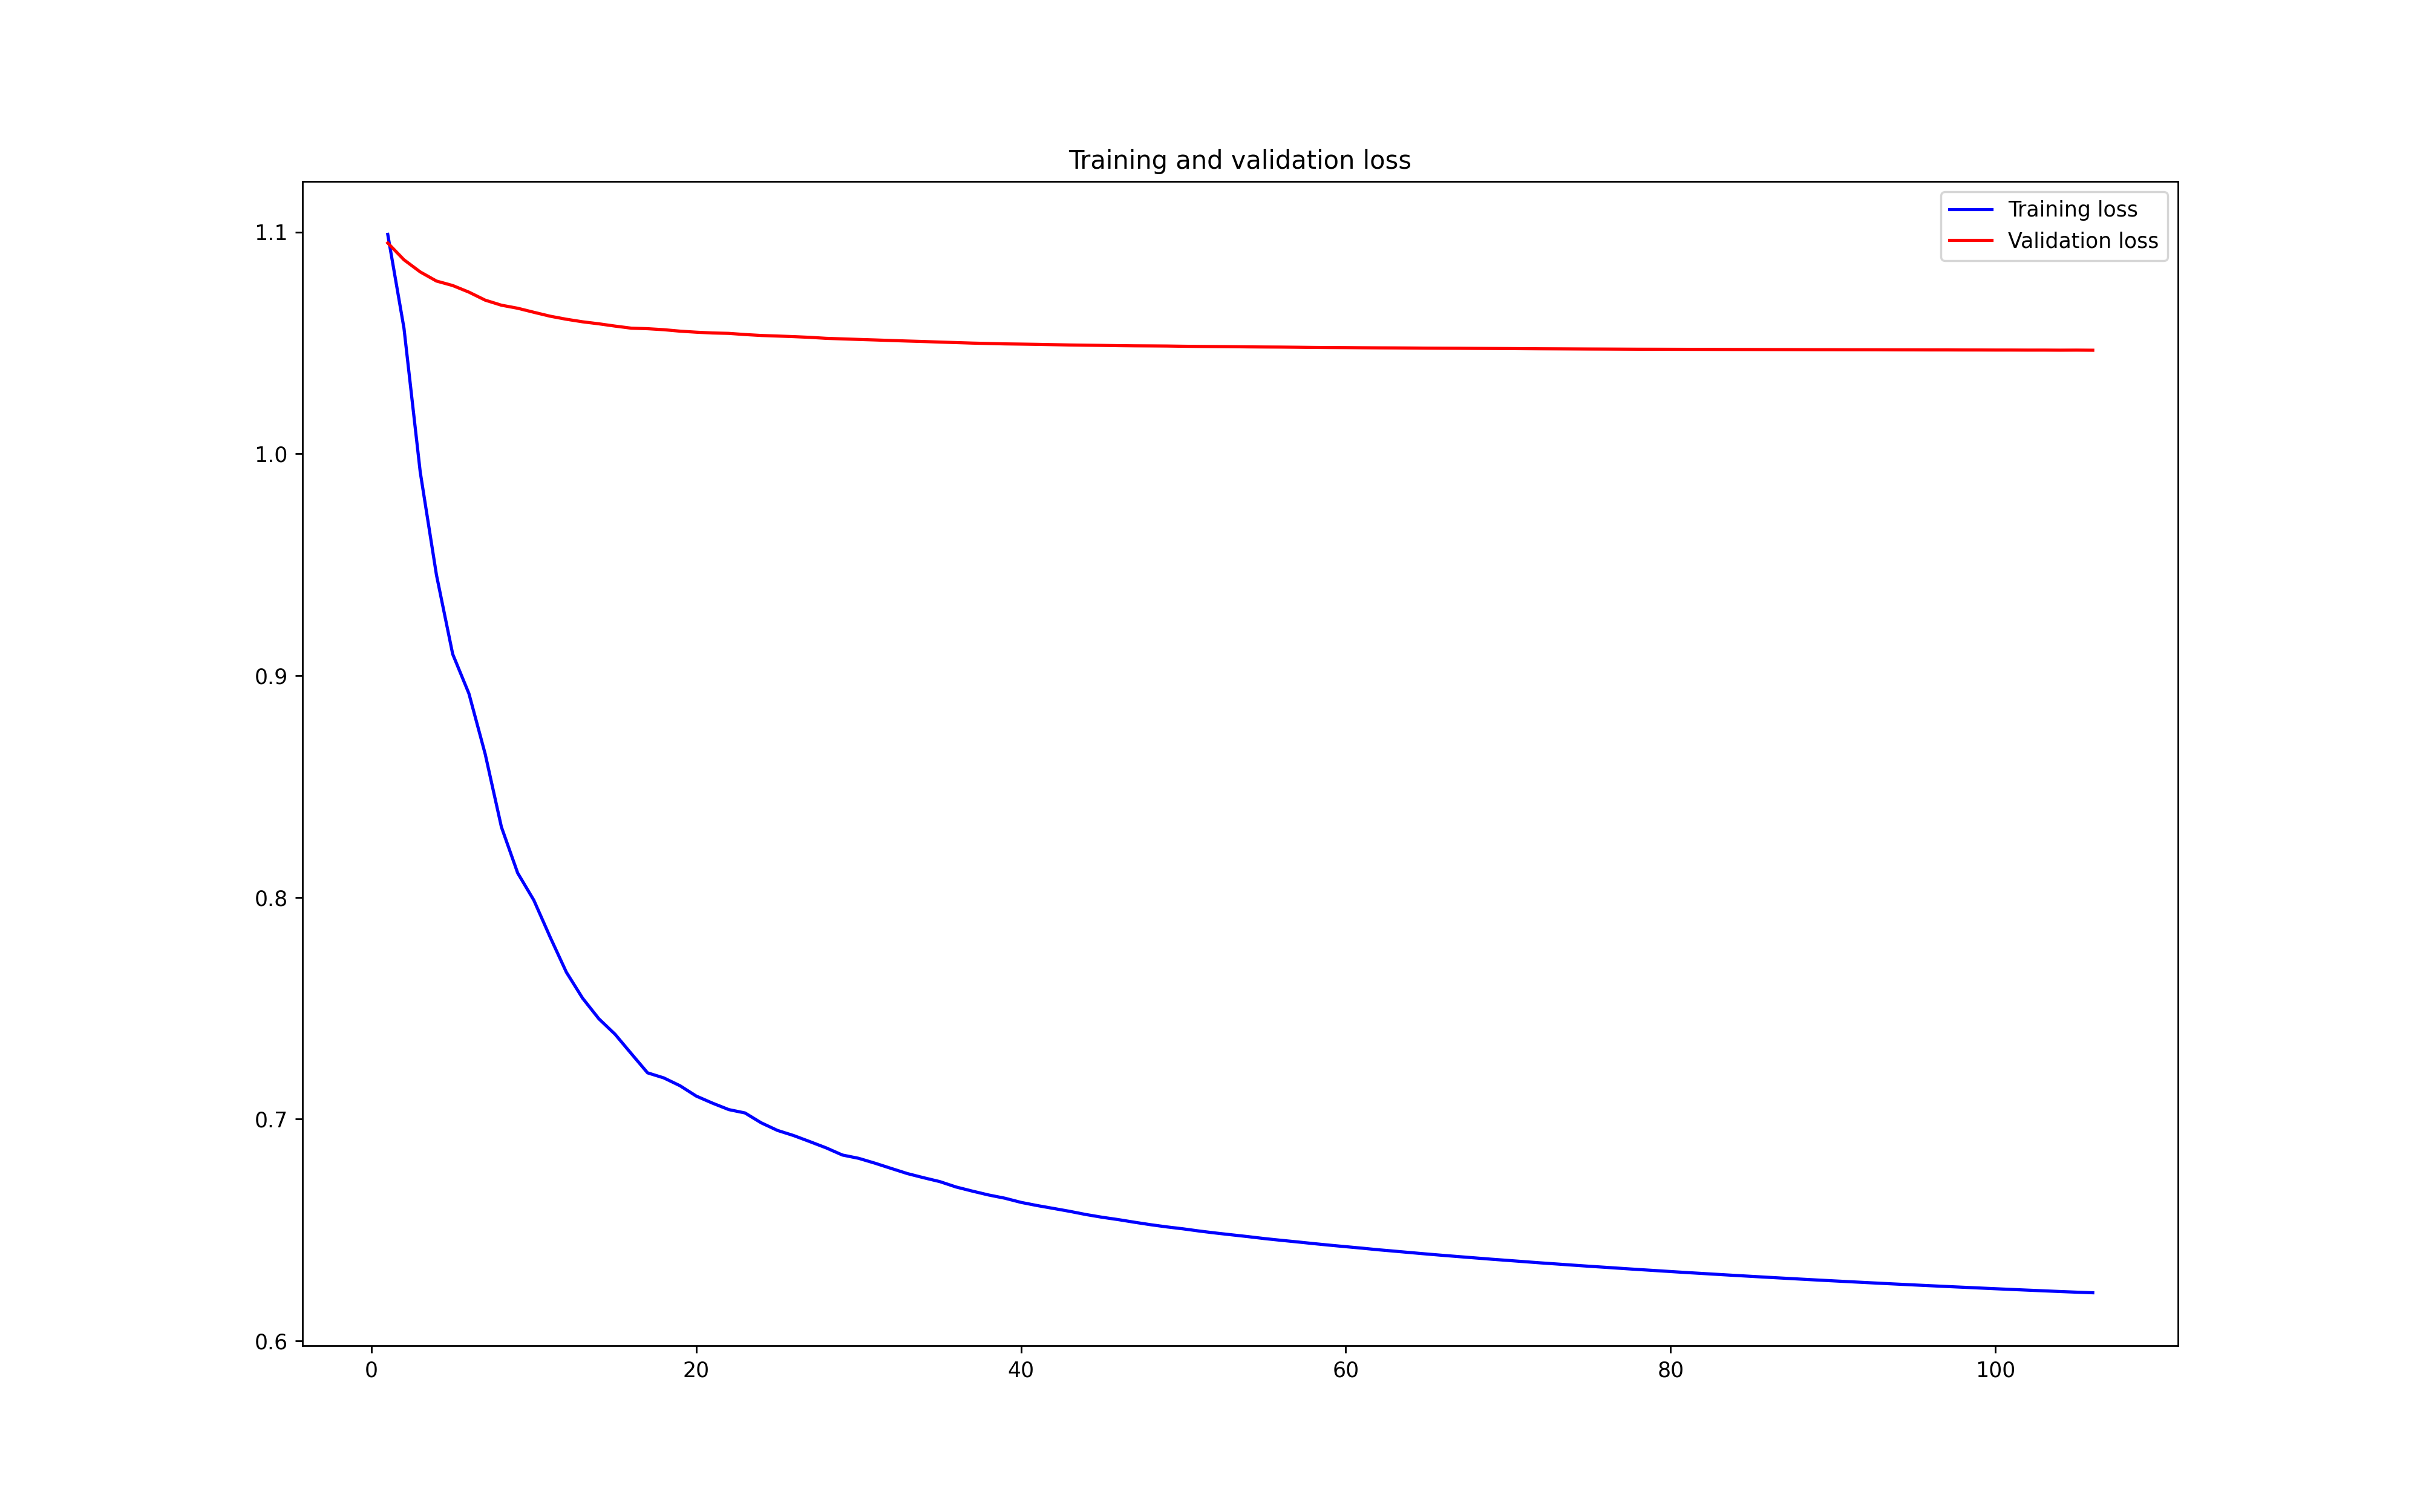 Training and validation loss
Training loss
Validation loss
1.1
1.0
0.9
0.8
0.7
0.6
0 20 40 60 80 100